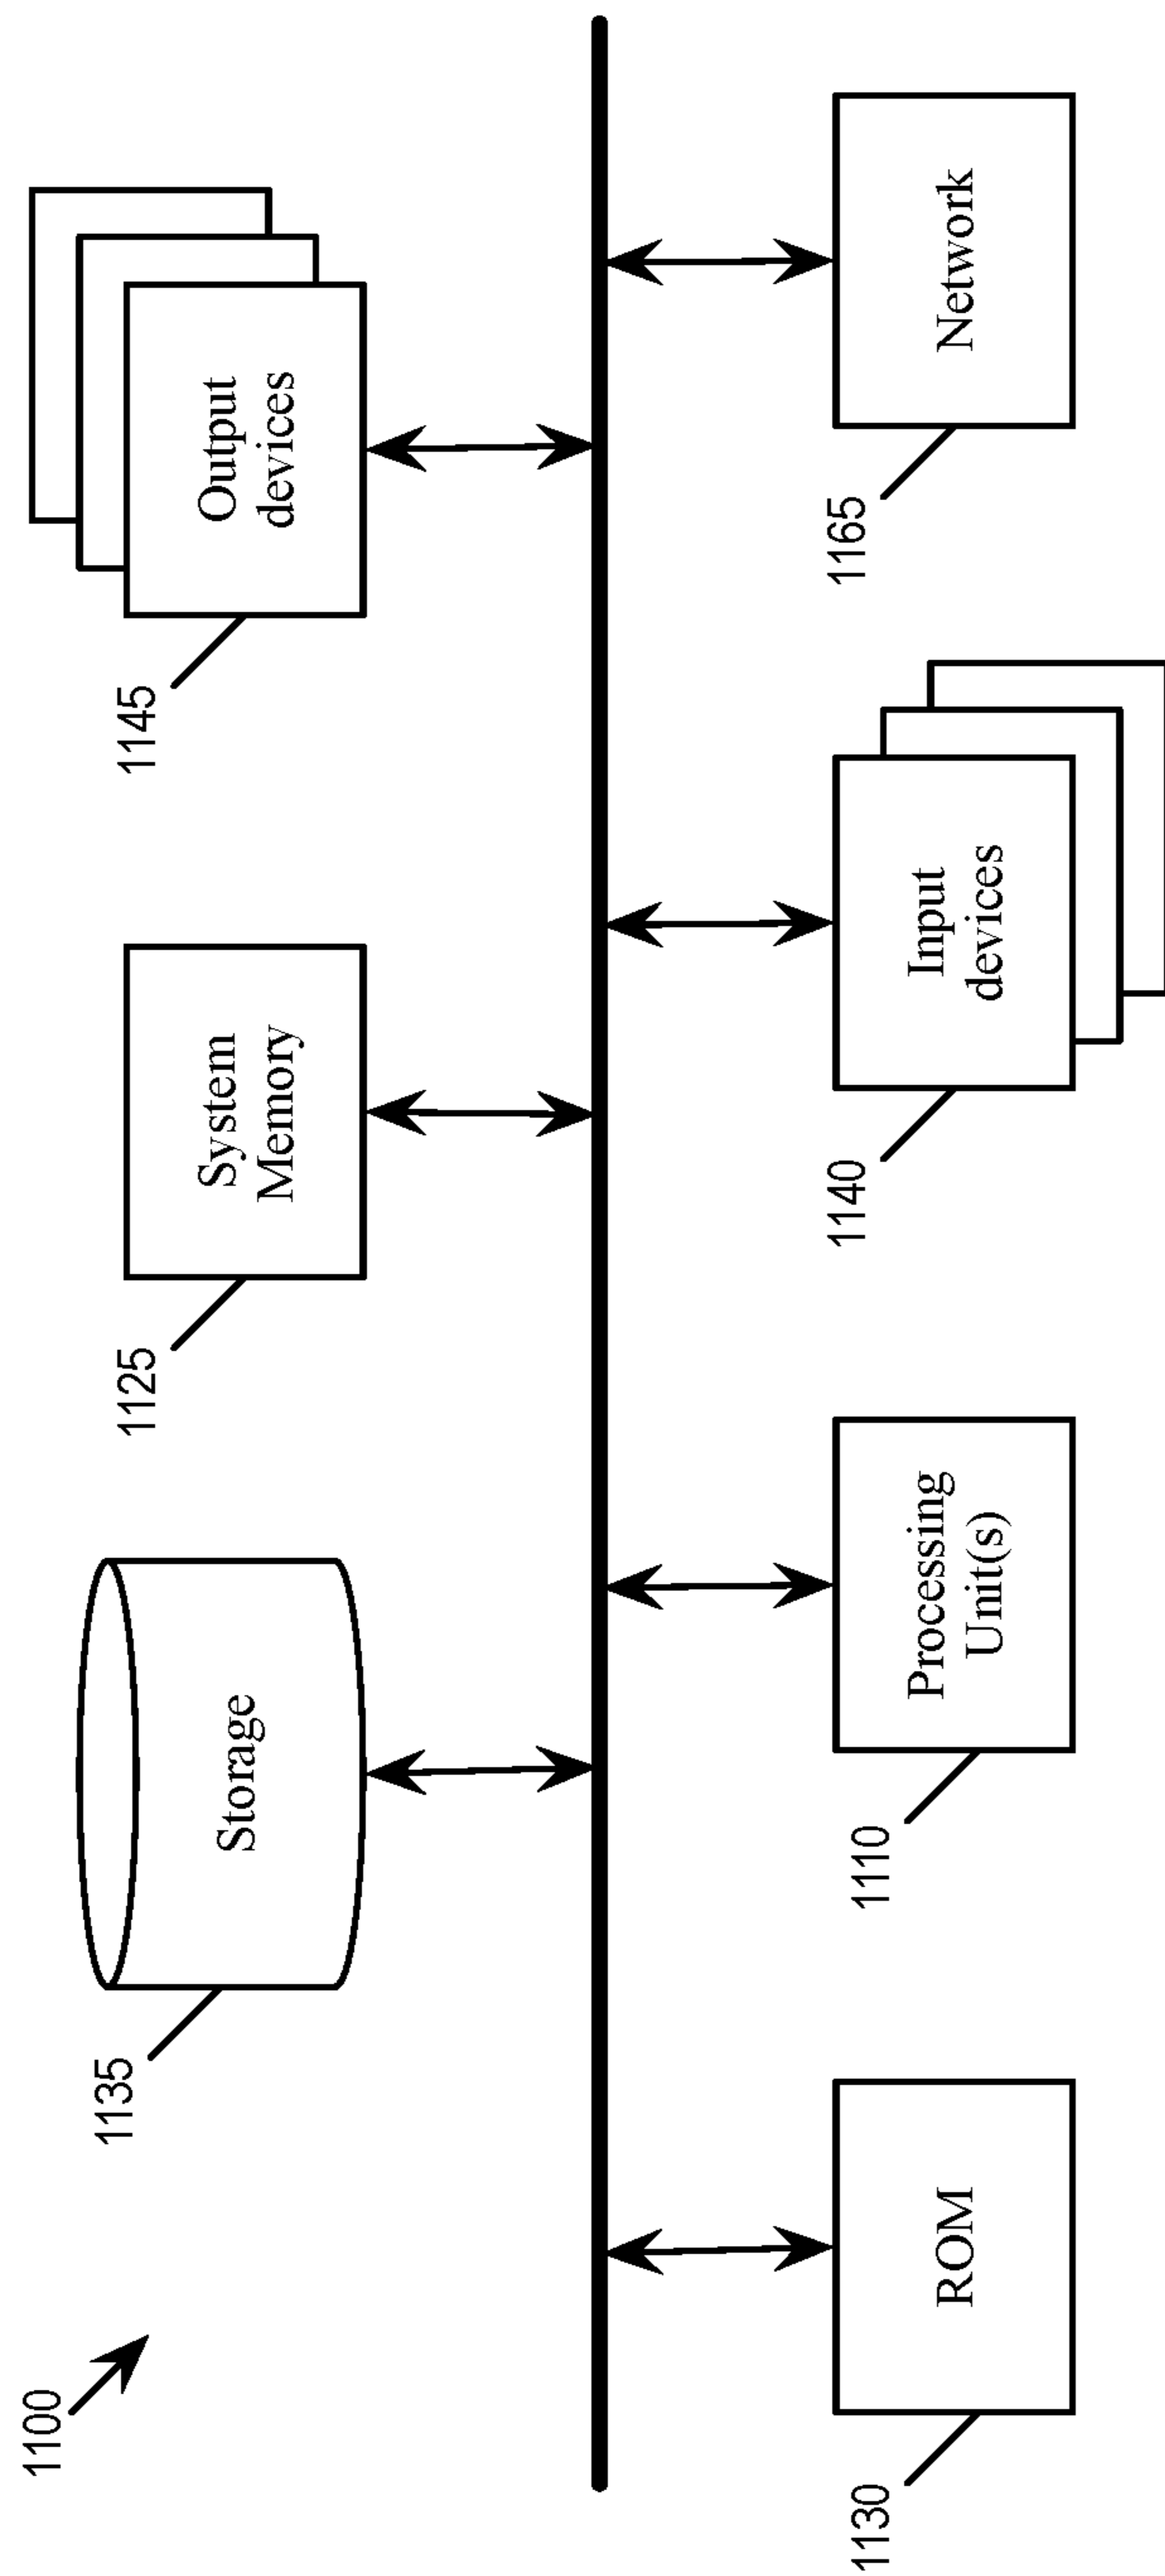 1100
1135
Storage
1125
System
Memory
1145
Output
devices
1130
ROM
1110
Processing
Unit(s)
1140
Input
devices
1165
Network